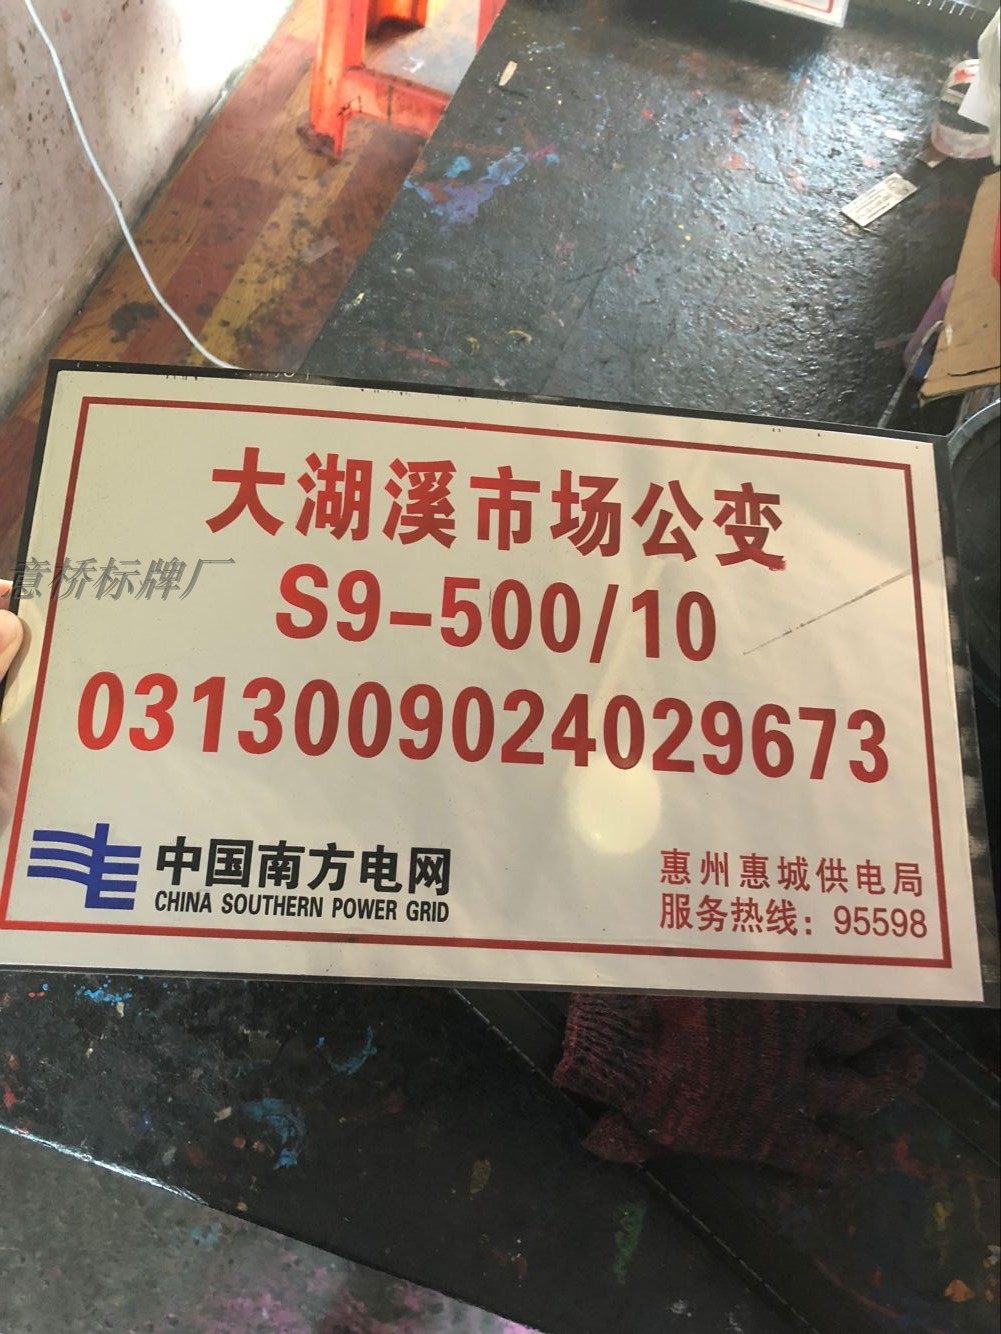 大湖溪市场公变
S9-500/10
0313009024029673
中国南方电网
CHINA SOUTHERN POWER GRID
惠州惠城供电局
服务热线：95598
意桥标牌厂